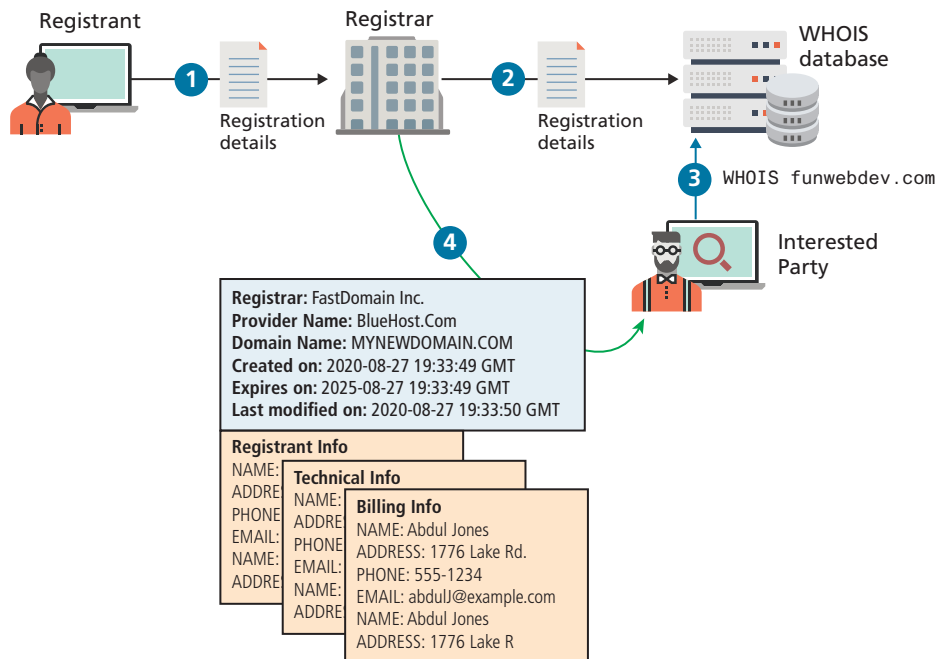 Registrant
Registrar
WHOIS
database
1
2
Registration
details
Registration
details
3
WHOIS funwebdev.com
4
Interested
Party
Registrar: FastDomain Inc.
Provider Name: BlueHost.Com
Domain Name: MYNEWDOMAIN.COM
Created on: 2020-08-27 19:33:49 GMT
Expires on: 2025-08-27 19:33:49 GMT
Last modified on: 2020-08-27 19:33:50 GMT
Registrant Info
NAME:
ADDRE
PHONE
EMAIL:
NAME:
ADDRE
Technical Info
NAME:
ADDRE
PHONE
EMAIL:
NAME:
ADDRE
Billing Info
NAME: Abdul Jones
ADDRESS: 1776 Lake Rd.
PHONE: 555-1234
EMAIL: abdulJ@example.com
NAME: Abdul Jones
ADDRESS: 1776 Lake R